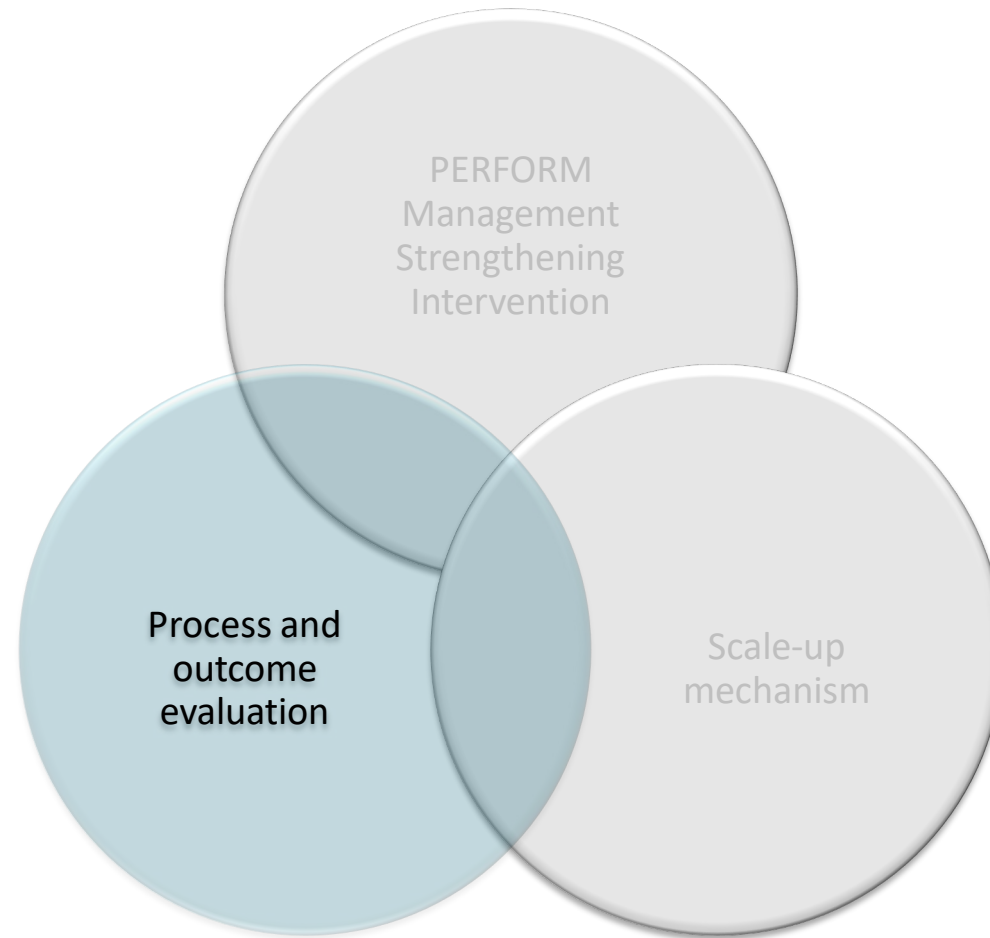 PERFORM
Management
Strengthening
Intervention
Process and
outcome
evaluation
Scale-up
mechanism